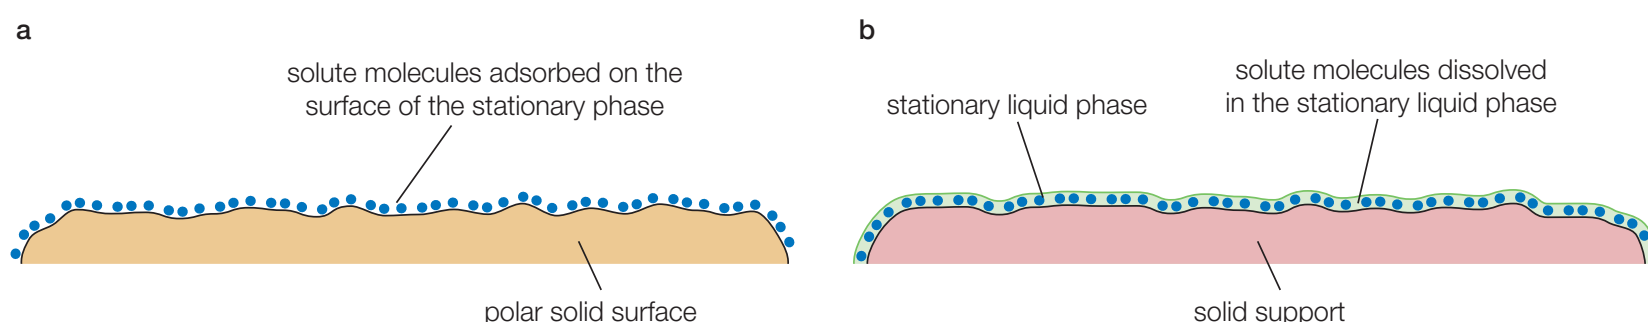 a
solute molecules adsorbed on the
surface of the stationary phase
polar solid surface
b
stationary liquid phase
solute molecules dissolved
in the stationary liquid phase
solid support